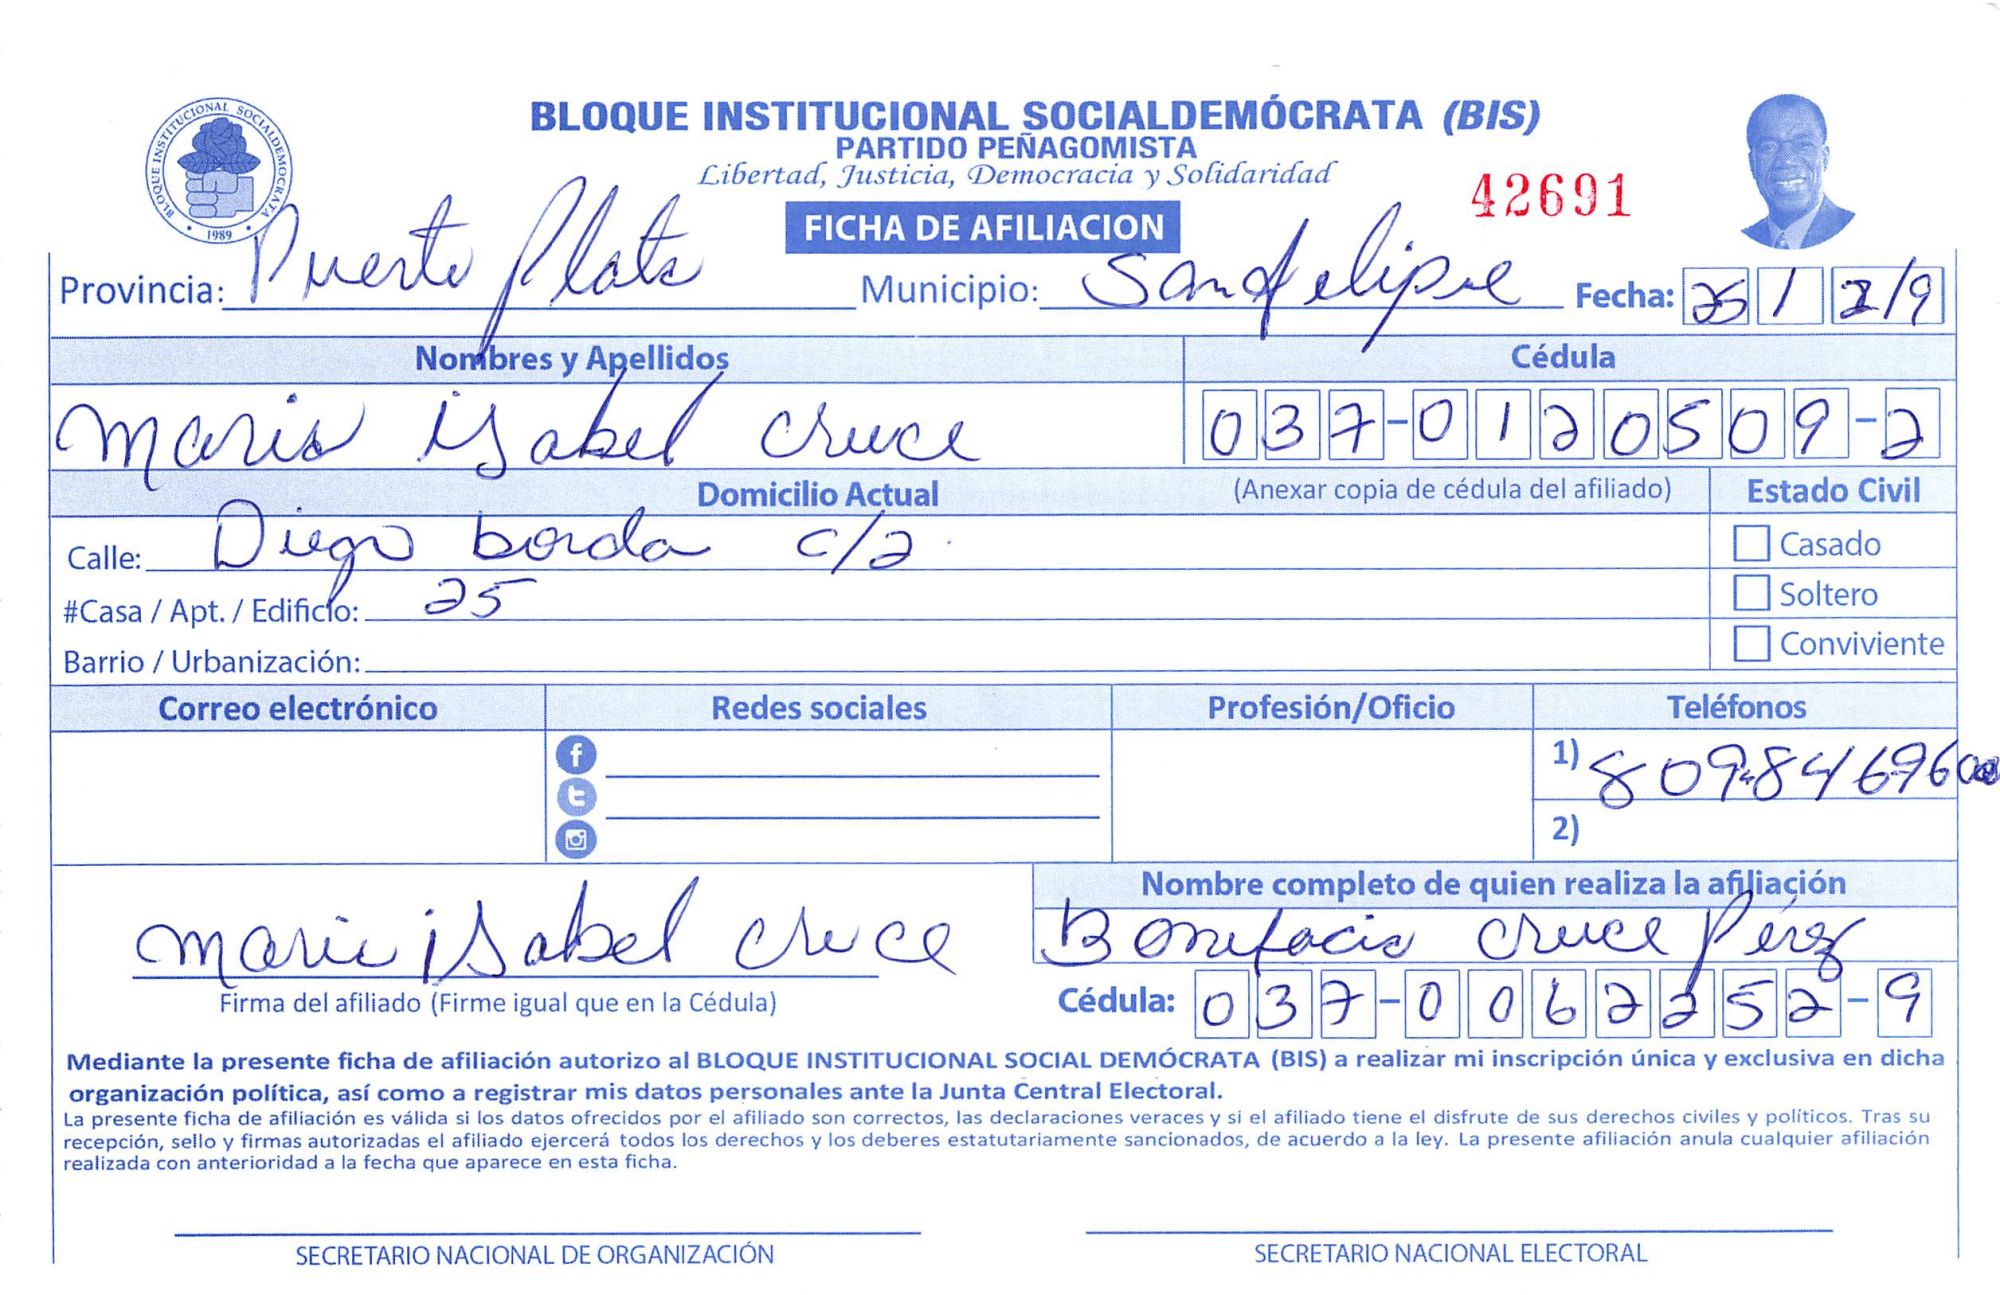 BLOQUE INSTITUCIONAL SOCIALDEMOCRATA
1989
BLOQUE INSTITUCIONAL SOCIALDEMÓCRATA (BIS)
PARTIDO PEÑAGOMISTA
Libertad, Justicia, Democracia y Solidaridad
42691
FICHA DE AFILIACION
Provincia: Puerto Plata Municipio: San felipe Fecha: 25 / 2/9
Nombres y Apellidos Cédula
Maria isabel cruce 037-0120509-2
Domicilio Actual (Anexar copia de cédula del afiliado) Estado Civil
Calle: Diego borda c/2 Casado
#Casa / Apt. / Edificio: 25 Soltero
Barrio / Urbanización: Conviviente
Correo electrónico Redes sociales Profesión/Oficio Teléfonos
1) 809-84696
2)
Nombre completo de quien realiza la afiliación
Maria isabel cruce Bonifacio cruce Pérez
Firma del afiliado (Firme igual que en la Cédula) Cédula: 037-0062252-9
Mediante la presente ficha de afiliación autorizo al BLOQUE INSTITUCIONAL SOCIAL DEMÓCRATA (BIS) a realizar mi inscripción única y exclusiva en dicha
organización política, así como a registrar mis datos personales ante la Junta Central Electoral.
La presente ficha de afiliación es válida si los datos ofrecidos por el afiliado son correctos, las declaraciones veraces y si el afiliado tiene el disfrute de sus derechos civiles y políticos. Tras su
recepción, sello y firmas autorizadas el afiliado ejercerá todos los derechos y los deberes estatutariamente sancionados, de acuerdo a la ley. La presente afiliación anula cualquier afiliación
realizada con anterioridad a la fecha que aparece en esta ficha.
SECRETARIO NACIONAL DE ORGANIZACIÓN SECRETARIO NACIONAL ELECTORAL